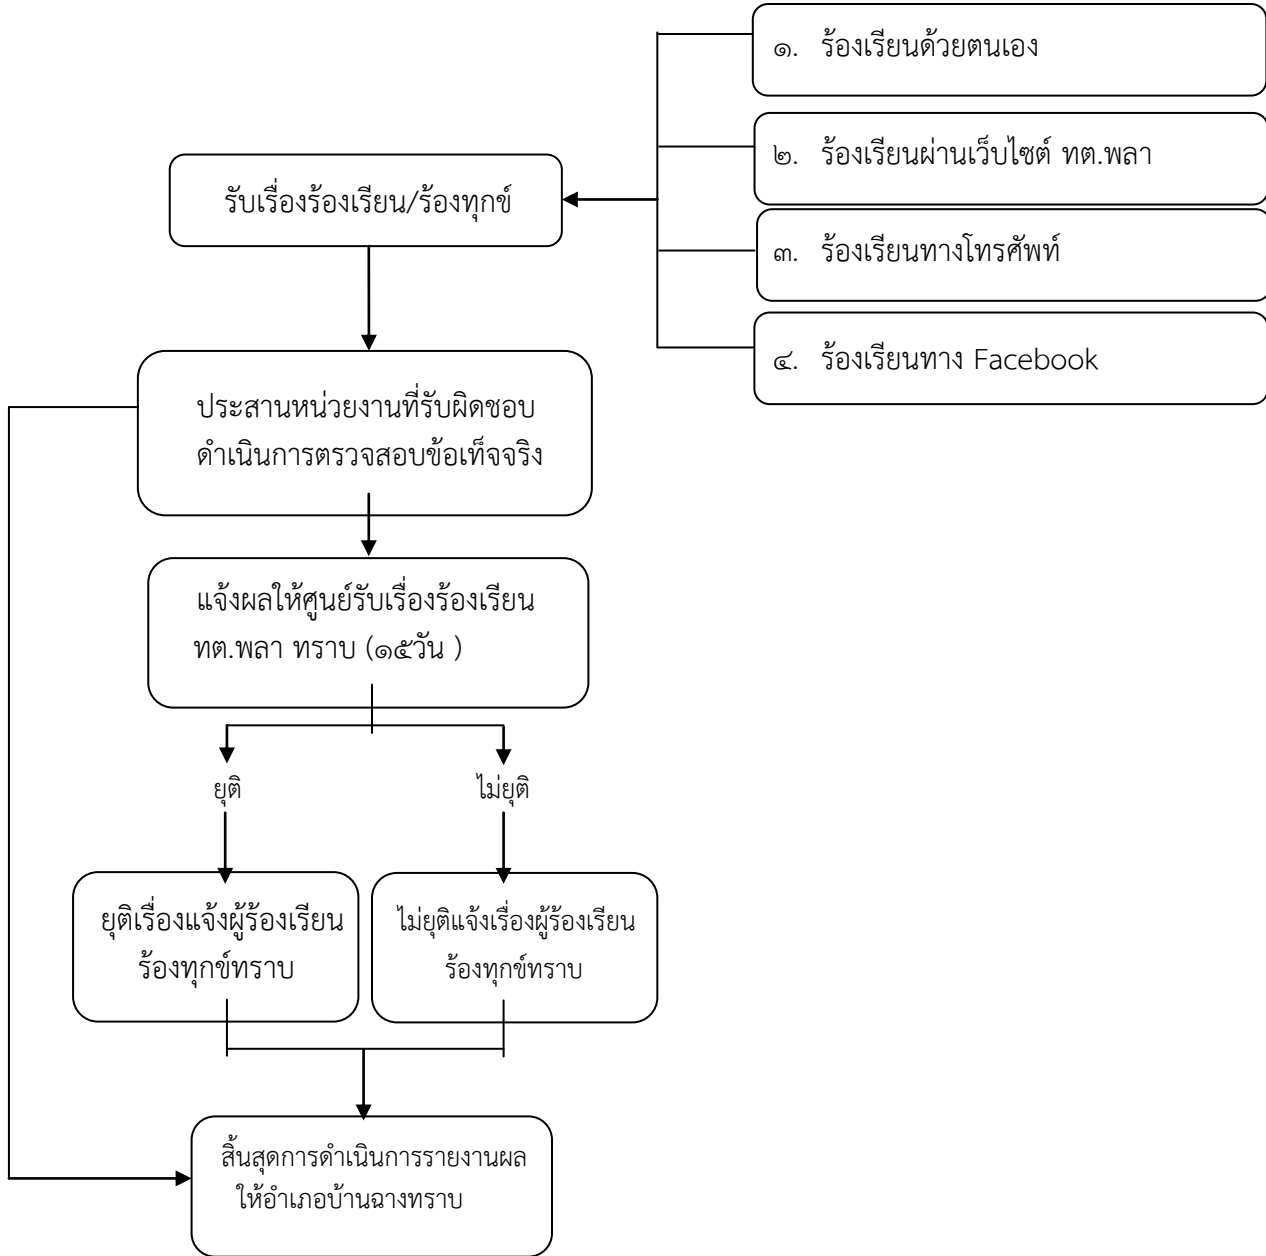 ๑. ร้องเรียนด้วยตนเอง
๒. ร้องเรียนผ่านเว็บไซต์ ทต.พลา
รับเรื่องร้องเรียน/ร้องทุกข์
๓. ร้องเรียนทางโทรศัพท์
๔. ร้องเรียนทาง Facebook
ประสานหน่วยงานที่รับผิดชอบ
ดำเนินการตรวจสอบข้อเท็จจริง
แจ้งผลให้ศูนย์รับเรื่องร้องเรียน
ทต.พลา ทราบ (๑๕วัน )
ยุติ
ไม่ยุติ
ยุติเรื่องแจ้งผู้ร้องเรียน
ร้องทุกข์ทราบ
ไม่ยุติแจ้งเรื่องผู้ร้องเรียน
ร้องทุกข์ทราบ
สิ้นสุดการดำเนินการรายงานผล
ให้อำเภอบ้านฉางทราบ